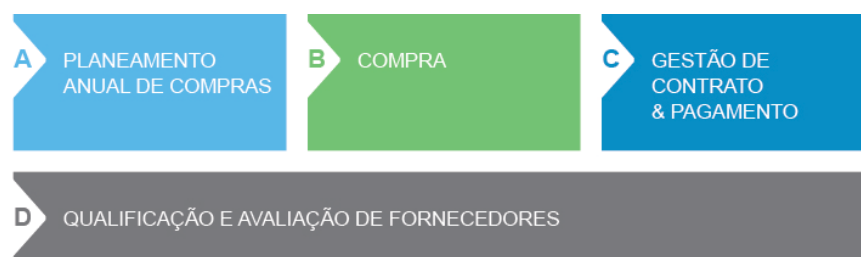 A
PLANEAMENTO
ANUAL DE COMPRAS
B
COMPRA
C
GESTÃO DE
CONTRATO
& PAGAMENTO
D
QUALIFICAÇÃO E AVALIAÇÃO DE FORNECEDORES